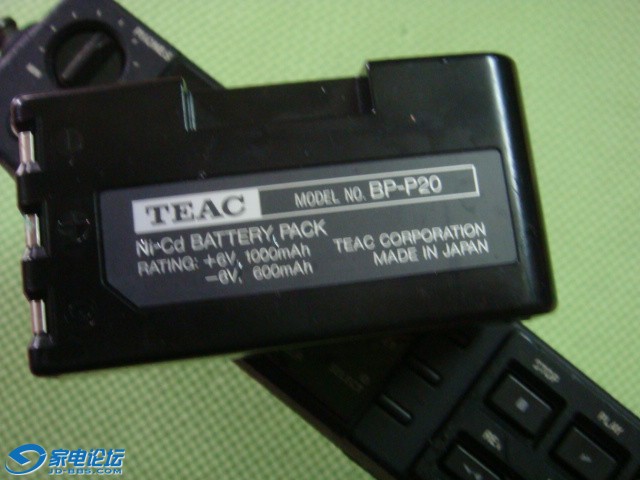 PHONES
TEAC MODEL NO. BP-P20
Ni-Cd BATTERY PACK
RATING: +6V, 1000mAh
−6V, 600mAh
TEAC CORPORATION
MADE IN JAPAN
STOP
PLAY
家电论坛
JD-BBS.COM